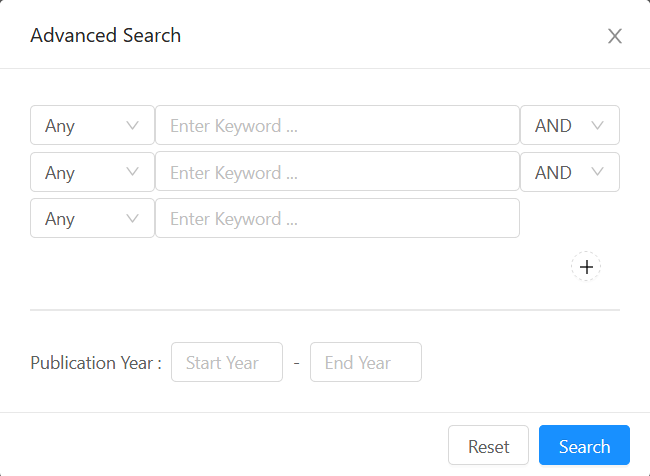 Advanced Search
Any Enter Keyword ... AND
Any Enter Keyword ... AND
Any Enter Keyword ...
Publication Year : Start Year - End Year
Reset Search